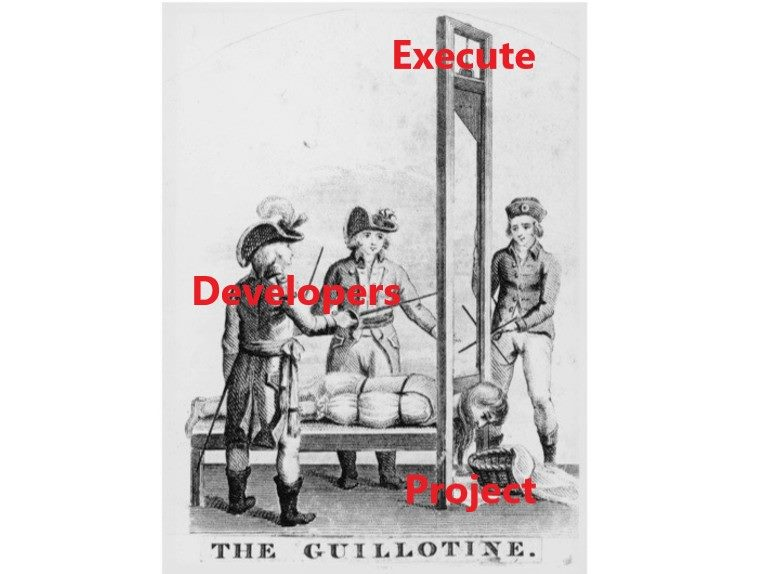 Execute
Developers
Project
THE GUILLOTINE.